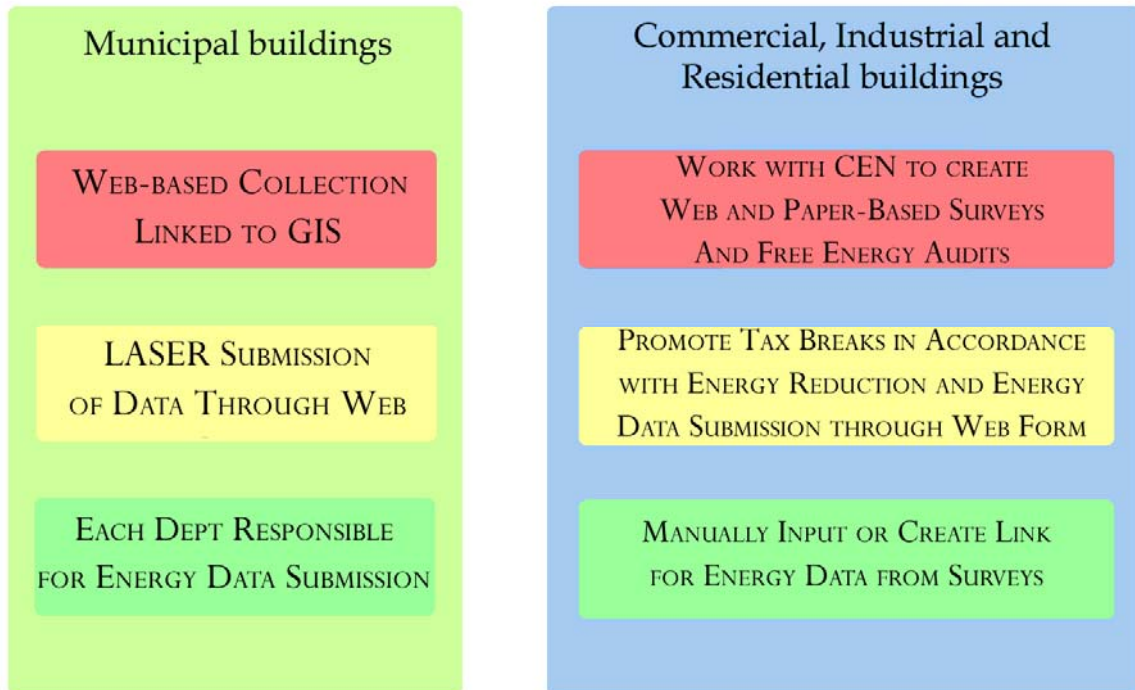 Municipal buildings
WEB-BASED COLLECTION
LINKED TO GIS
LASER SUBMISSION
OF DATA THROUGH WEB
EACH DEPT RESPONSIBLE
FOR ENERGY DATA SUBMISSION
Commercial, Industrial and
Residential buildings
WORK WITH CEN TO CREATE
WEB AND PAPER-BASED SURVEYS
AND FREE ENERGY AUDITS
PROMOTE TAX BREAKS IN ACCORDANCE
WITH ENERGY REDUCTION AND ENERGY
DATA SUBMISSION THROUGH WEB FORM
MANUALLY INPUT OR CREATE LINK
FOR ENERGY DATA FROM SURVEYS